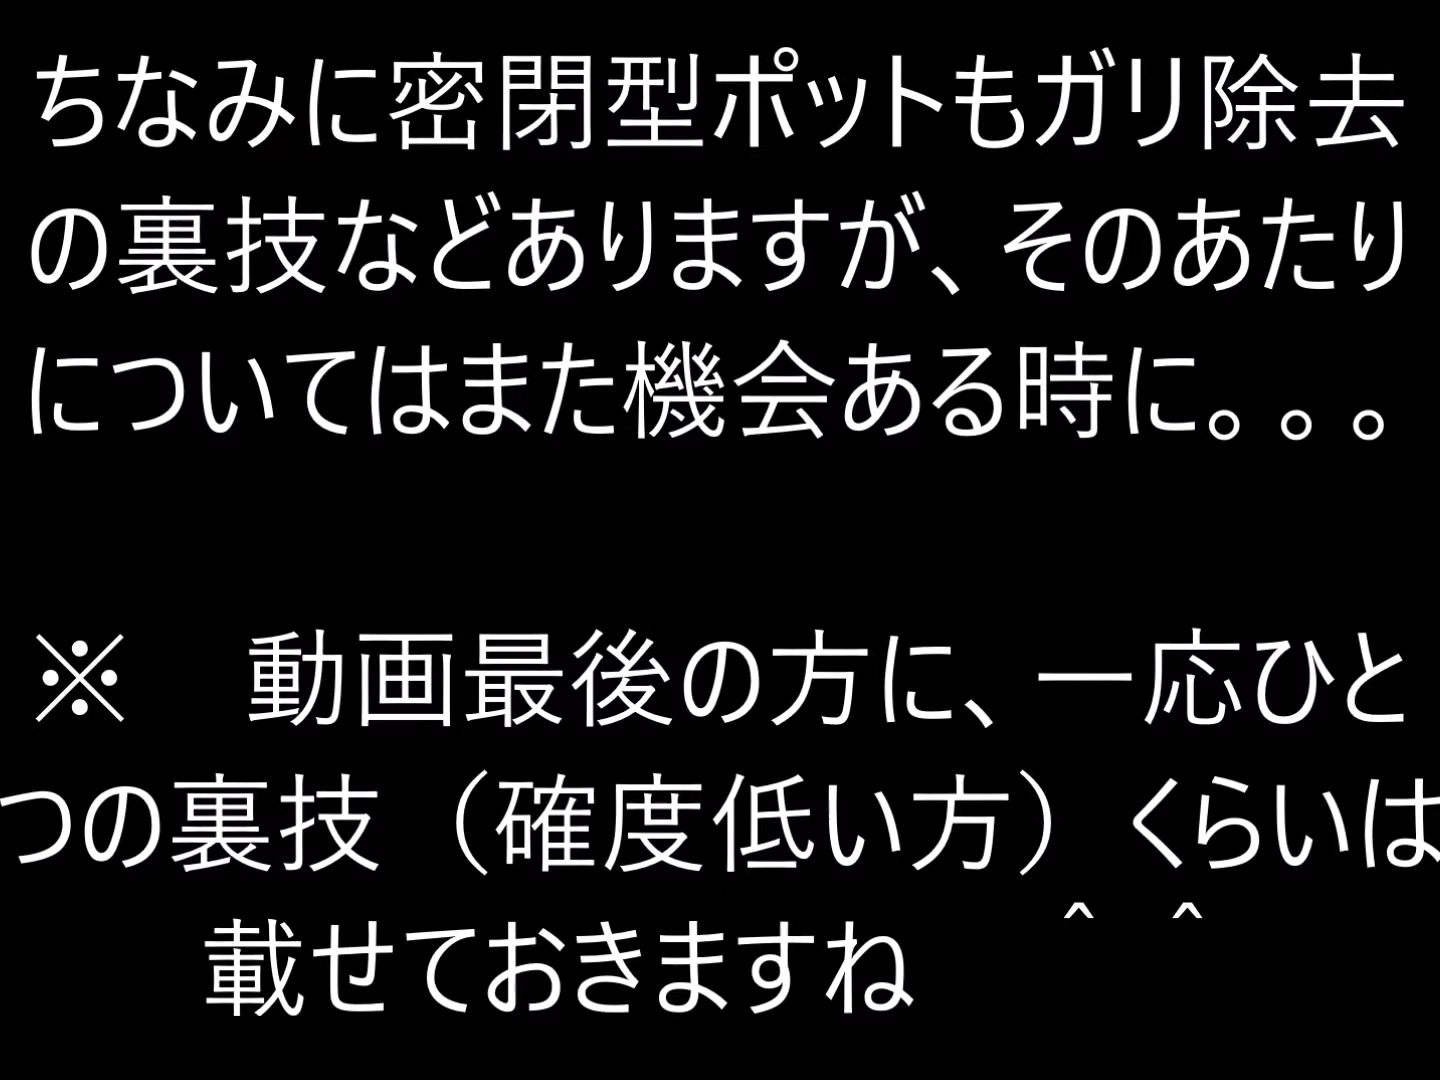 ちなみに密閉型ポットもガリ除去
の裏技などありますが、そのあたり
についてはまた機会ある時に。。。
※　動画最後の方に、一応ひと
つの裏技（確度低い方）くらいは
載せておきますね　＾　＾